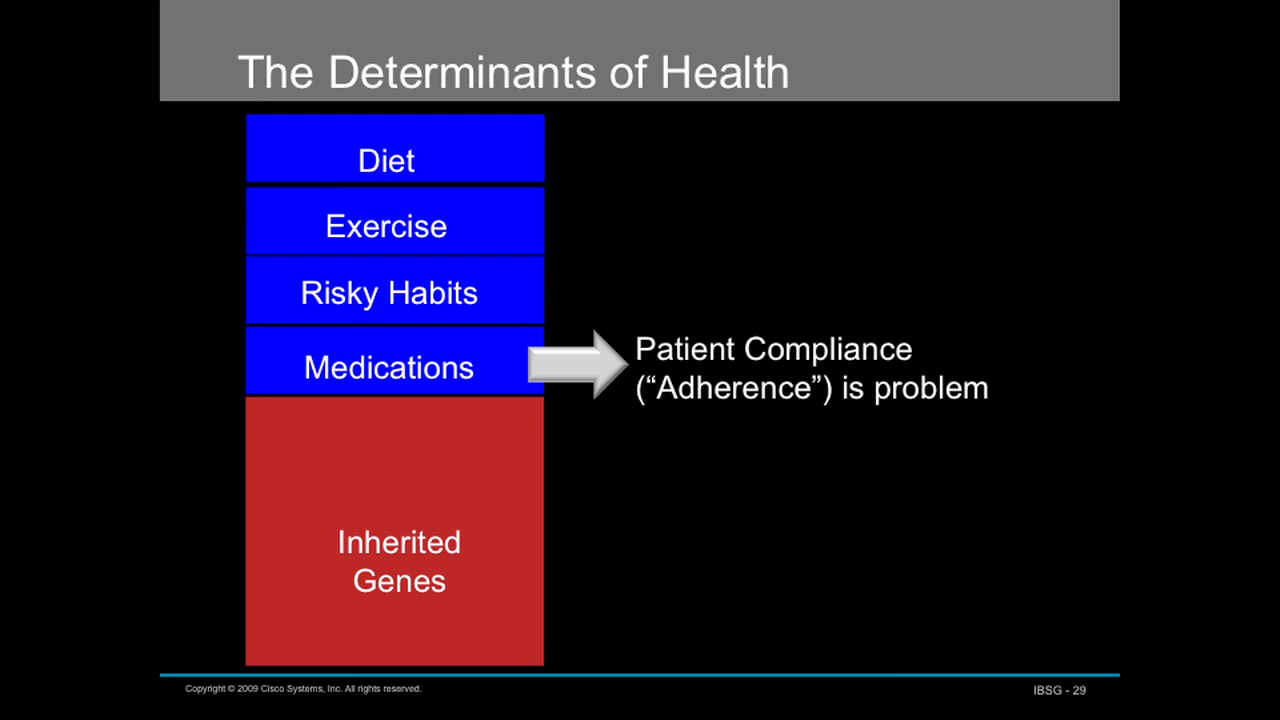 The Determinants of Health
Diet
Exercise
Risky Habits
Medications
Patient Compliance
(“Adherence”) is problem
Inherited
Genes
Copyright © 2009 Cisco Systems, Inc. All rights reserved.
IBSG - 29